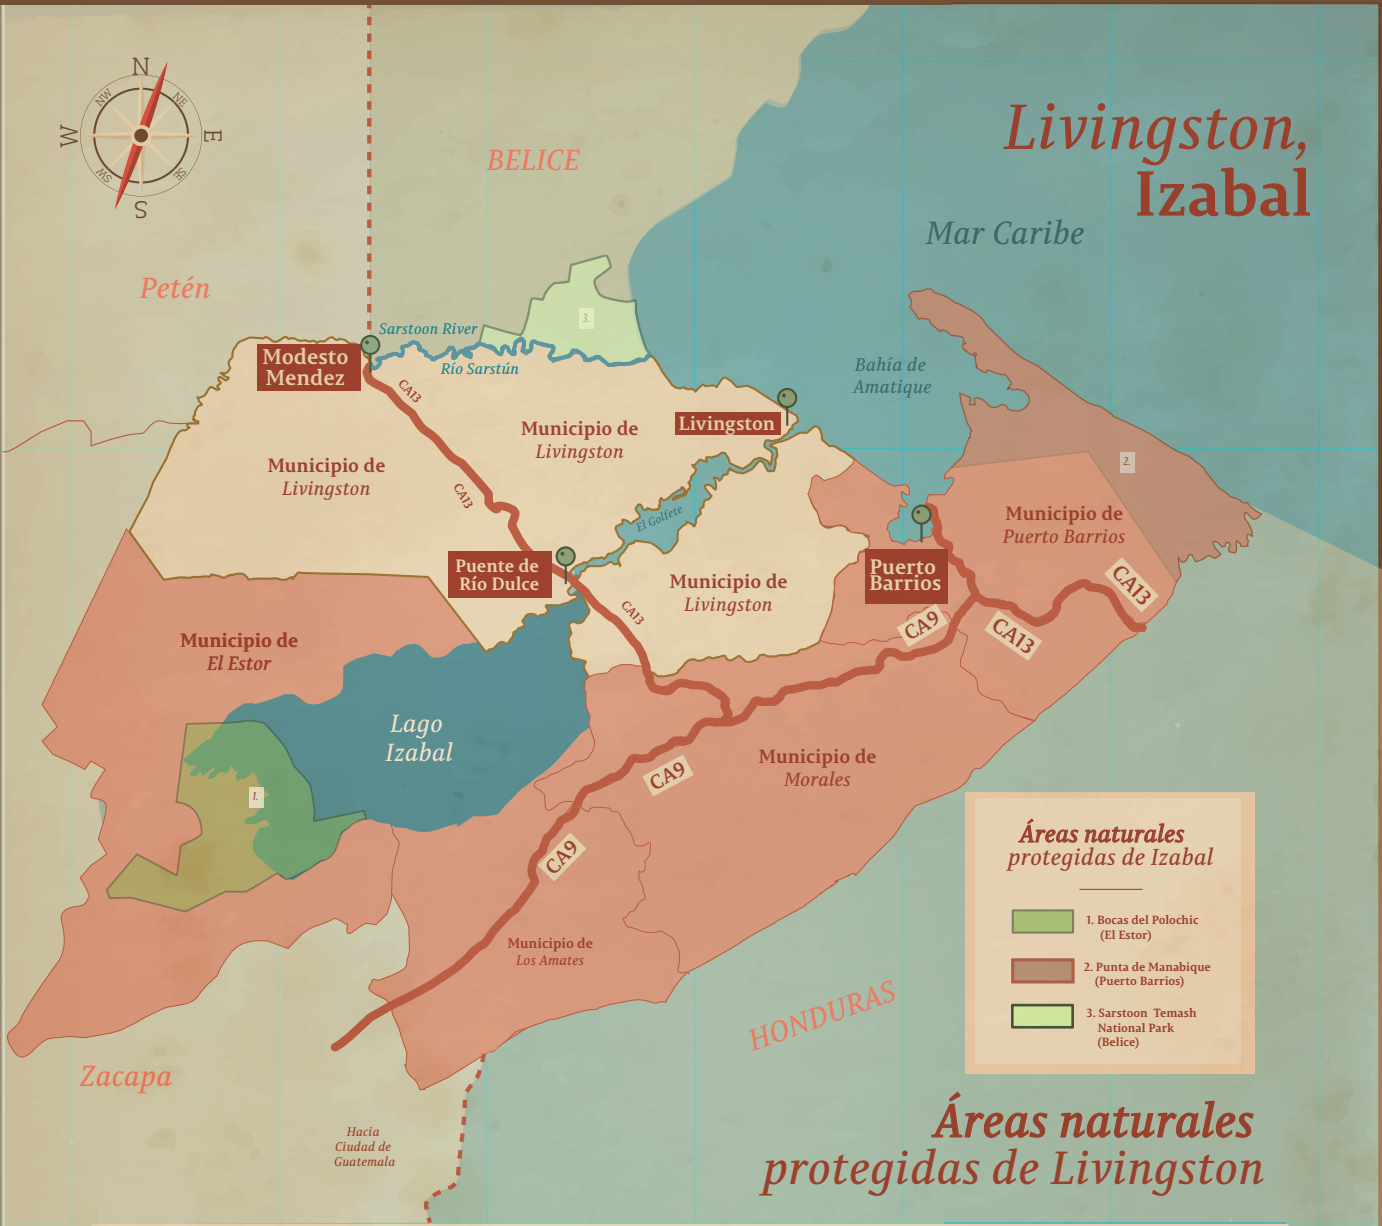 N
NW
NE
W
E
SW
SE
S
Livingston,
Izabal
BELICE
Mar Caribe
Petén
3.
Sarstoon River
Río Sarstún
Modesto
Mendez
CA13
Bahía de
Amatique
Livingston
Municipio de
Livingston
Municipio de
Livingston
2.
CA13
El Golfete
Municipio de
Puerto Barrios
Puente de
Río Dulce
Puerto
Barrios
Municipio de
Livingston
CA13
CA13
CA9
CA13
Municipio de
El Estor
Lago
Izabal
1.
CA9
Municipio de
Morales
CA9
Municipio de
Los Amates
Áreas naturales
protegidas de Izabal
1. Bocas del Polochic
(El Estor)
2. Punta de Manabique
(Puerto Barrios)
3. Sarstoon Temash
National Park
(Belice)
HONDURAS
Zacapa
Hacia
Ciudad de
Guatemala
Áreas naturales
protegidas de Livingston